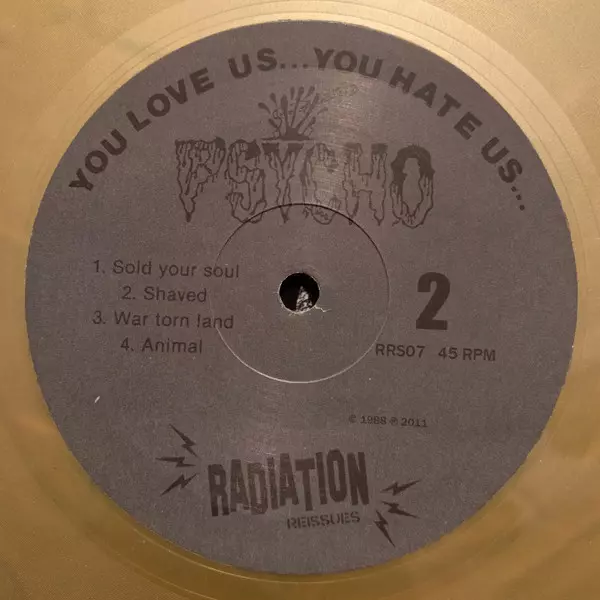 YOU LOVE US...YOU HATE US...
PSYCHO
1. Sold your soul
2. Shaved
3. War torn land
4. Animal
2
RRS07 45 RPM
© 1988 ℗ 2011
RADIATION
REISSUES